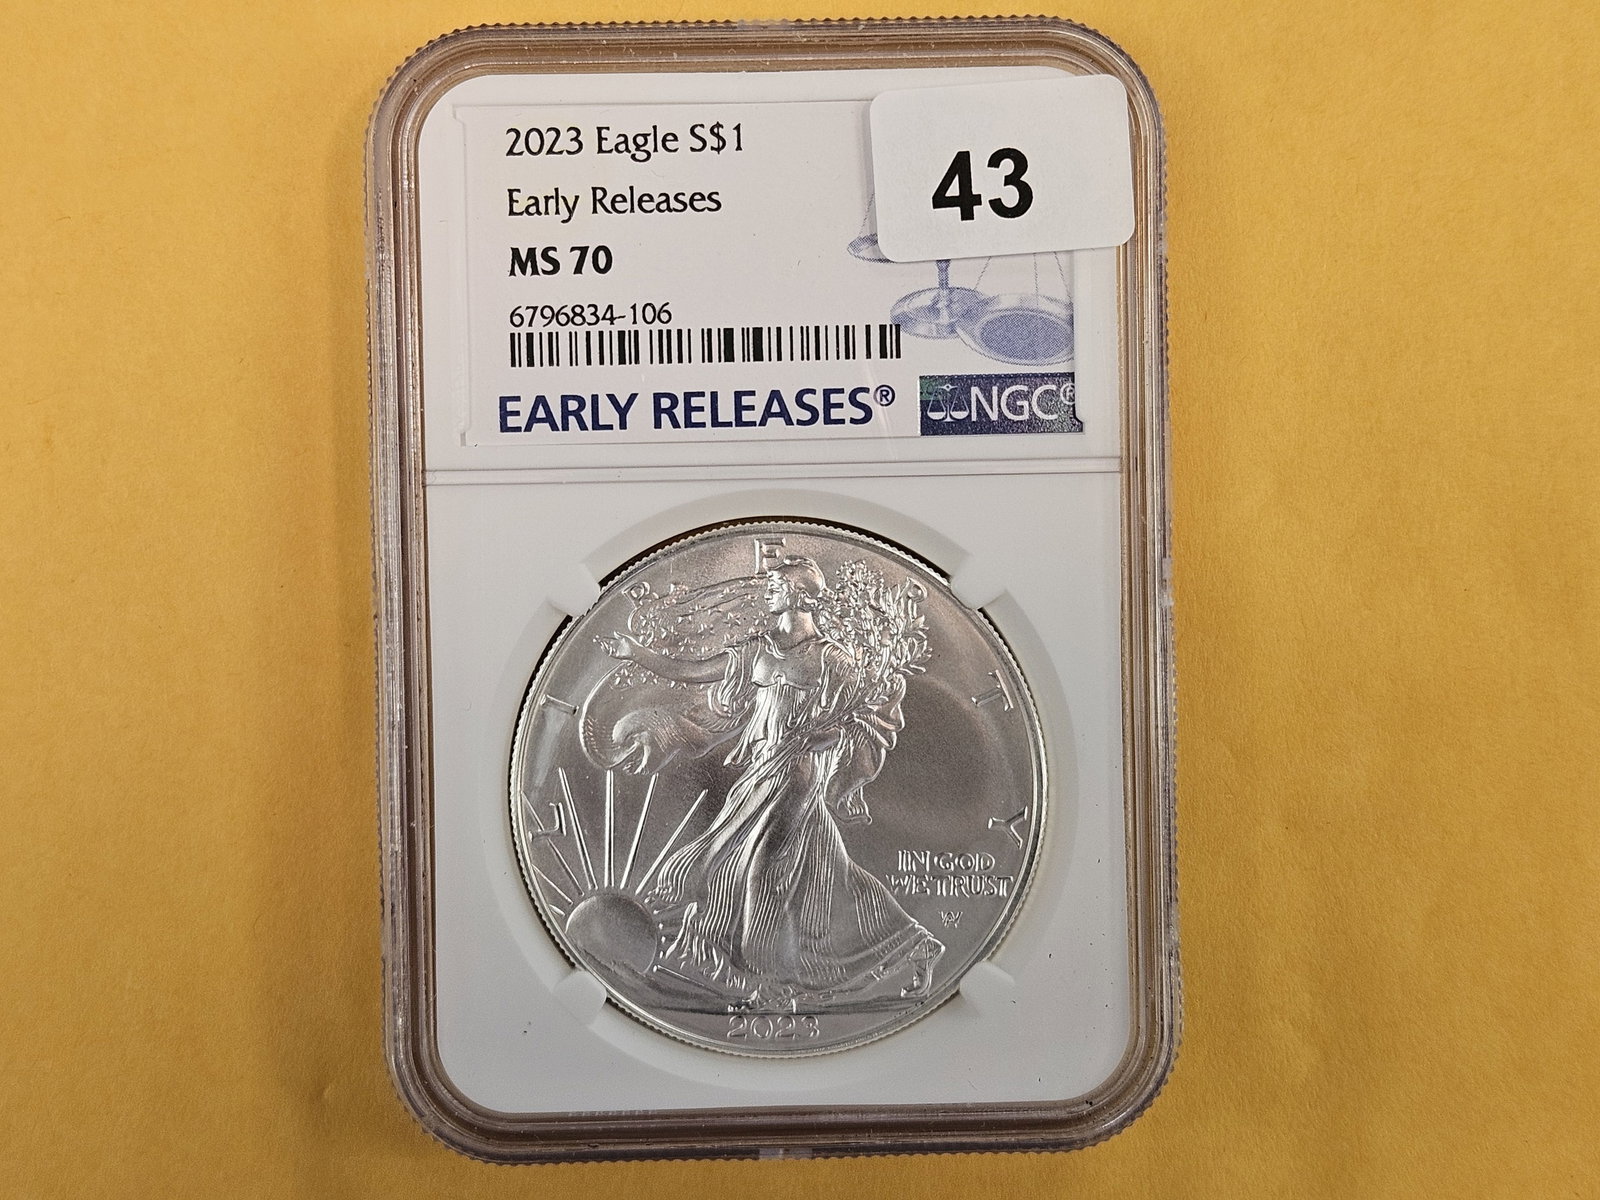 2023 Eagle S$1
Early Releases
MS 70
6796834-106
EARLY RELEASES®
NGC®
43
LIBERTY
IN GOD
WE TRUST
AW
2023